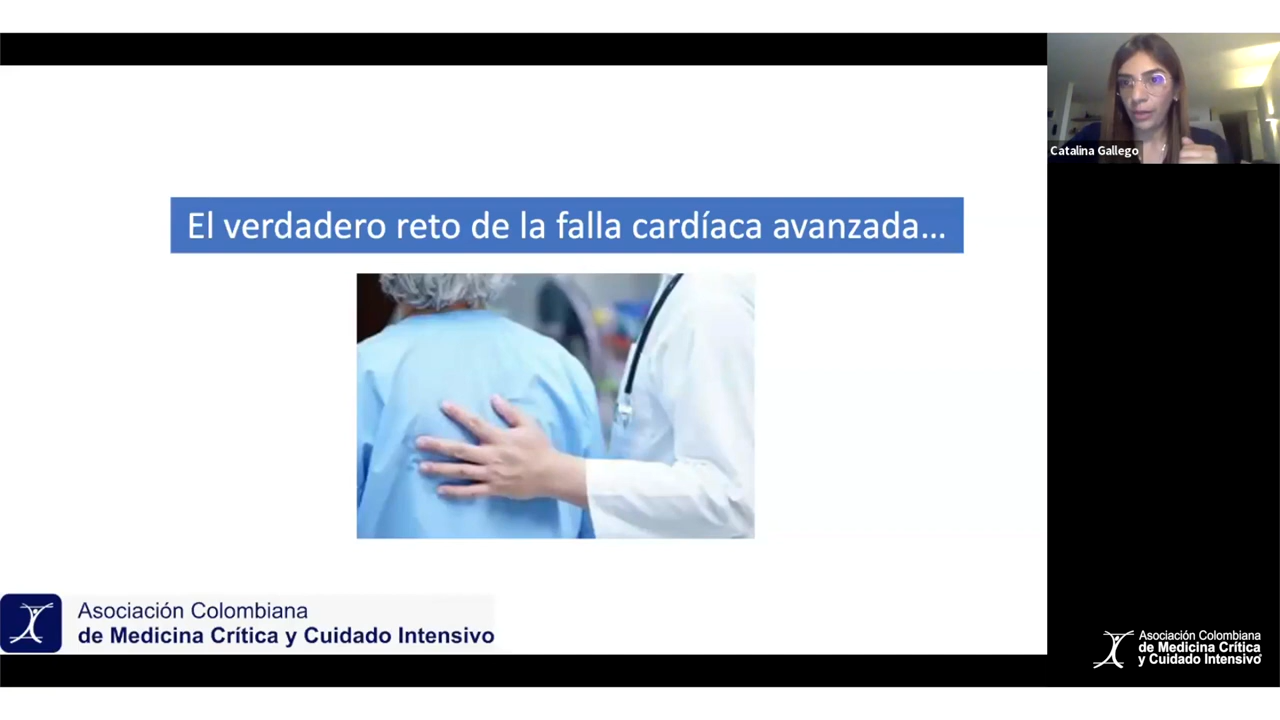 El verdadero reto de la falla cardíaca avanzada...
Catalina Gallego
Asociación Colombiana
de Medicina Crítica y Cuidado Intensivo
Asociación Colombiana
de Medicina Crítica
y Cuidado Intensivo